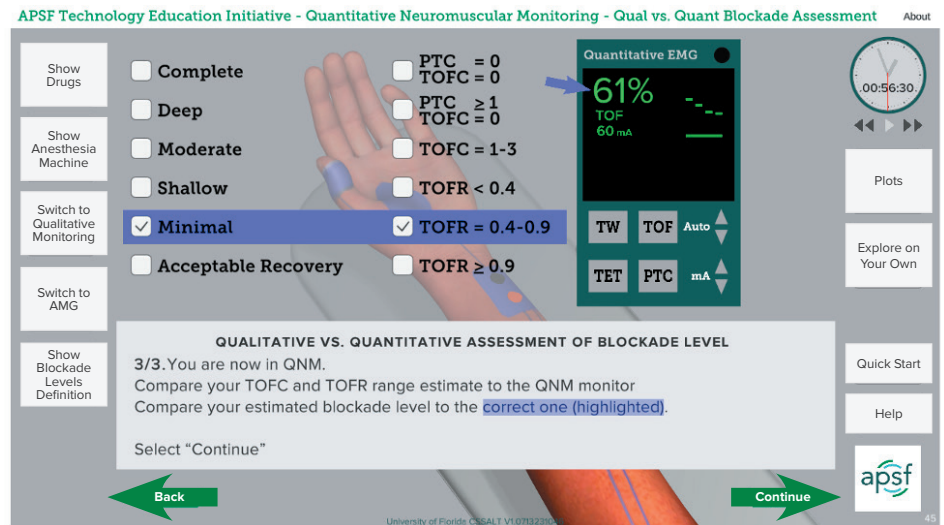 APSF Technology Education Initiative - Quantitative Neuromuscular Monitoring - Qual vs. Quant Blockade Assessment
About
Show
Drugs
Show
Anesthesia
Machine
Switch to
Qualitative
Monitoring
Switch to
AMG
Show
Blockade
Levels
Definition
Complete
PTC = 0
TOFC = 0
Deep
PTC ≥ 1
TOFC = 0
Moderate
TOFC = 1-3
Shallow
TOFR < 0.4
Minimal
TOFR = 0.4-0.9
Acceptable Recovery
TOFR ≥ 0.9
Quantitative EMG
61%
TOF
60 mA
TW
TOF
Auto
TET
PTC
mA
00:56:30
Plots
Explore on
Your Own
Quick Start
Help
apsf
QUALITATIVE VS. QUANTITATIVE ASSESSMENT OF BLOCKADE LEVEL
3/3. You are now in QNM.
Compare your TOFC and TOFR range estimate to the QNM monitor
Compare your estimated blockade level to the correct one (highlighted).
Select “Continue”
Back
Continue
45